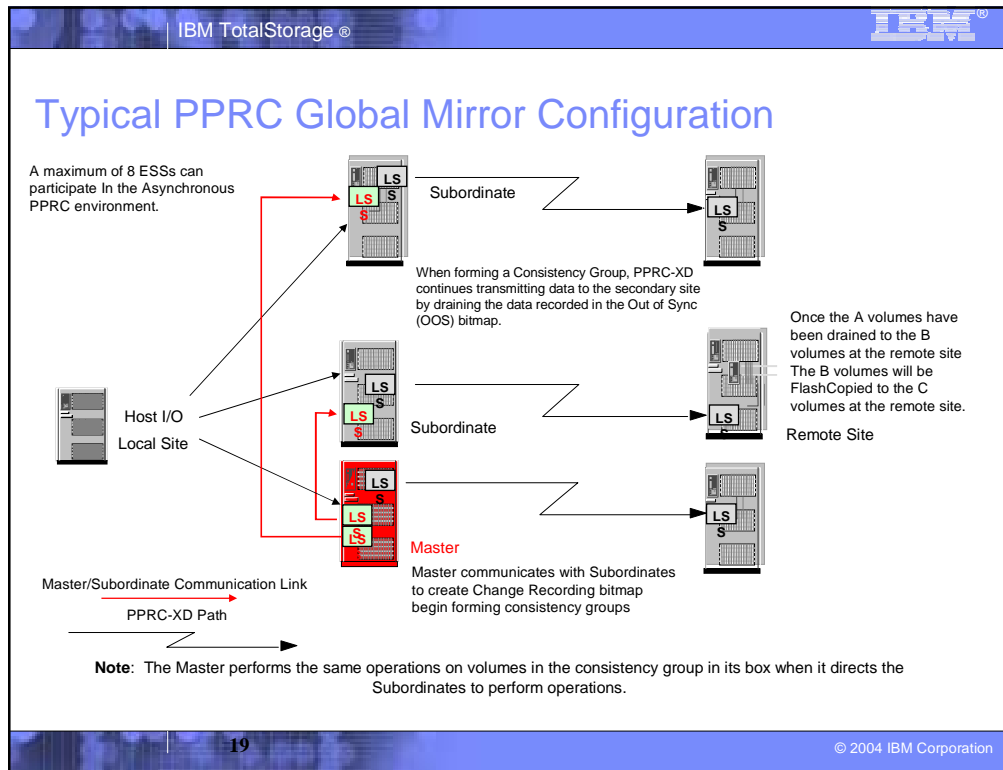 IBM TotalStorage ®
IBM®
Typical PPRC Global Mirror Configuration
A maximum of 8 ESSs can
participate In the Asynchronous
PPRC environment.
LS
S
LS
S
Subordinate
LS
S
When forming a Consistency Group, PPRC-XD
continues transmitting data to the secondary site
by draining the data recorded in the Out of Sync
(OOS) bitmap.
Once the A volumes have
been drained to the B
volumes at the remote site
The B volumes will be
FlashCopied to the C
volumes at the remote site.
LS
S
LS
S
Host I/O
Local Site
Subordinate
LS
S
Remote Site
LS
S
LS
S
LS
Master
LS
S
Master communicates with Subordinates
to create Change Recording bitmap
begin forming consistency groups
Master/Subordinate Communication Link
PPRC-XD Path
Note: The Master performs the same operations on volumes in the consistency group in its box when it directs the
Subordinates to perform operations.
19
© 2004 IBM Corporation